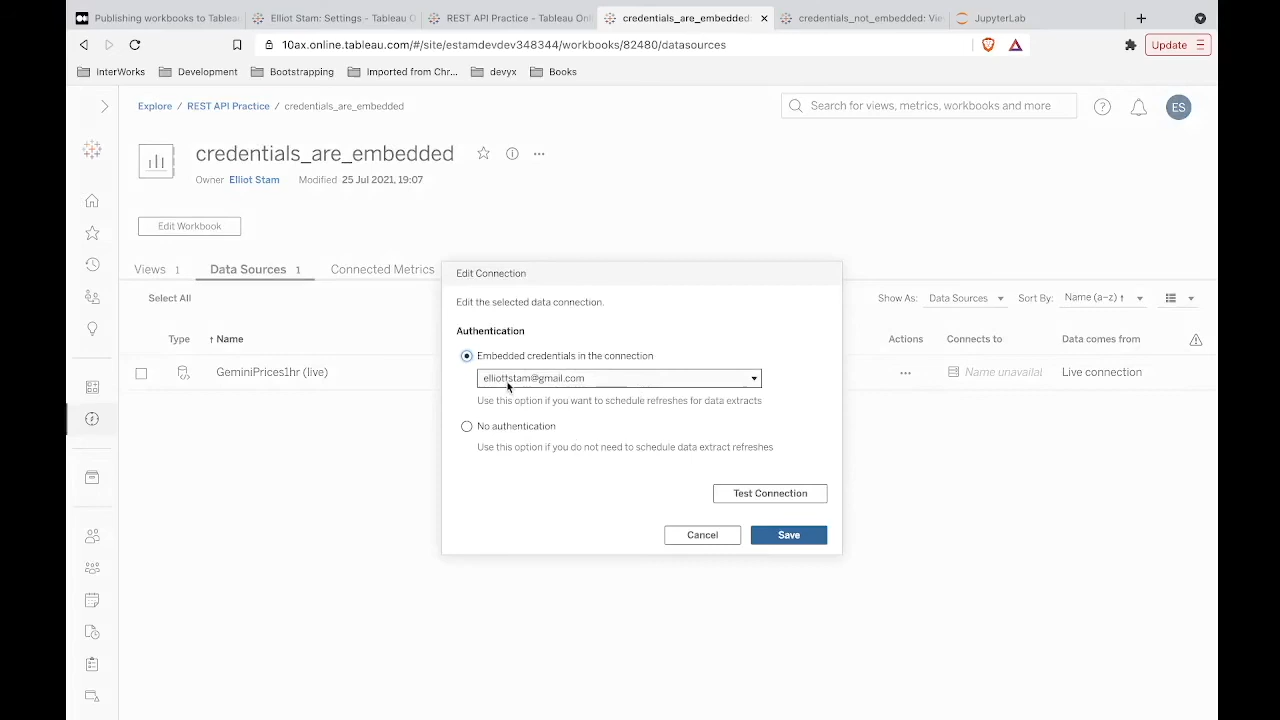 Publishing workbooks to Tablea
Elliot Stam: Settings - Tableau O
REST API Practice - Tableau Onli
credentials_are_embedded:
credentials_not_embedded: Vie
JupyterLab
10ax.online.tableau.com/#/site/estamdevdev348344/workbooks/82480/datasources
Update
InterWorks
Development
Bootstrapping
Imported from Chr...
devyx
Books
Explore / REST API Practice / credentials_are_embedded
Search for views, metrics, workbooks and more
ES
credentials_are_embedded
Owner Elliot Stam Modified 25 Jul 2021, 19:07
Edit Workbook
Views 1
Data Sources 1
Connected Metrics
Select All
Show As: Data Sources
Sort By: Name (a–z) ↑
Type
↑ Name
Actions
Connects to
Data comes from
GeminiPrices1hr (live)
Name unavailal
Live connection
Edit Connection
Edit the selected data connection.
Authentication
Embedded credentials in the connection
elliottstam@gmail.com
Use this option if you want to schedule refreshes for data extracts
No authentication
Use this option if you do not need to schedule data extract refreshes
Test Connection
Cancel
Save